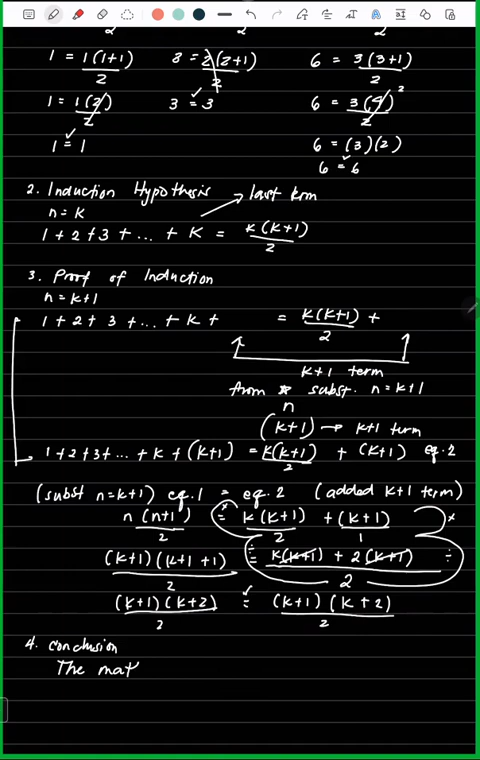 2 2 2
1 = 1(1+1)/2 3 = 2(2+1)/2 6 = 3(3+1)/2
1 = 1(2)/2 3 = 3 ✓ 6 = 3(4)/2 2
1 = 1 ✓ 6 = (3)(2)
6 = 6 ✓
2. Induction Hypothesis → last term
n = k
1 + 2 + 3 + ... + k = k(k+1)/2
3. Proof of Induction
n = k+1
1 + 2 + 3 + ... + k + = k(k+1)/2 +
k+1 term
from * subst. n = k+1
n
(k+1) → k+1 term
1 + 2 + 3 + ... + k + (k+1) = k(k+1)/2 + (k+1) eq. 2
(subst n=k+1) eq. 1 = eq. 2 (added k+1 term)
n(n+1)/2 = k(k+1)/2 + (k+1)/1
(k+1)(k+1+1)/2 = k(k+1) + 2(k+1)/2
(k+1)(k+2)/2 = ✓ (k+1)(k+2)/2
4. conclusion
The mat